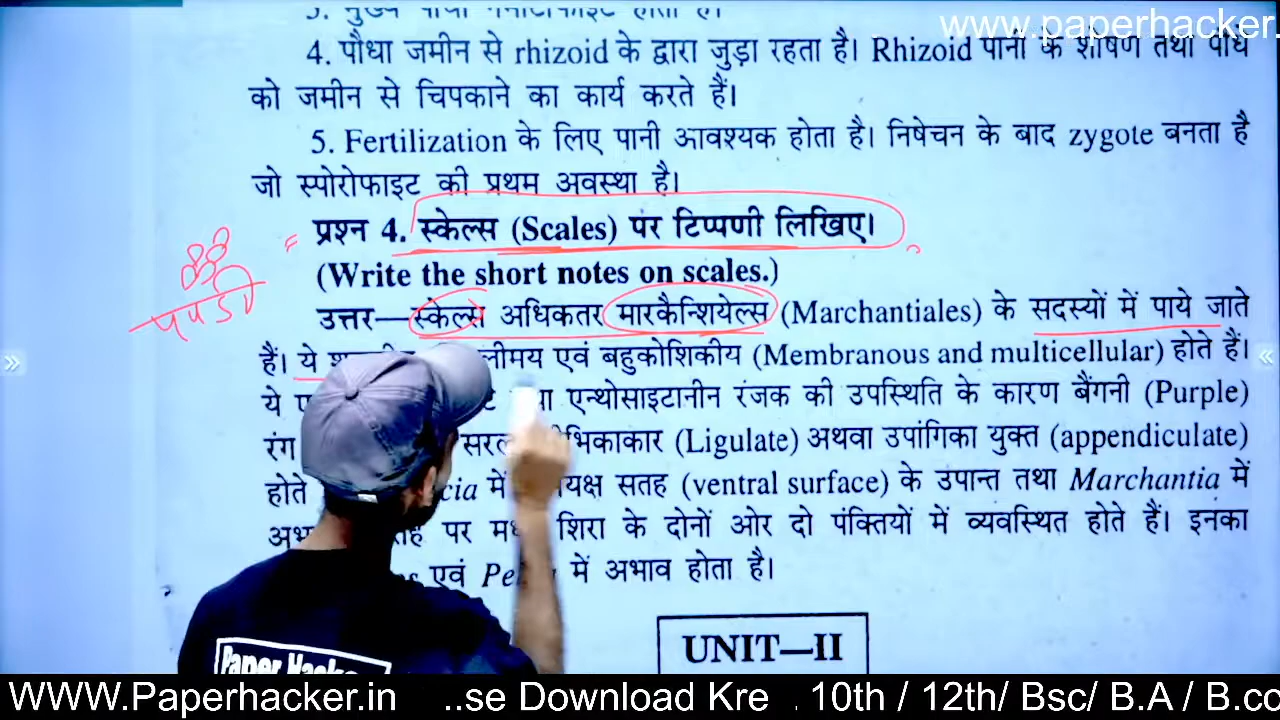 www.paperhacker.
4. पौधा जमीन से rhizoid के द्वारा जुड़ा रहता है। Rhizoid पानी के शोषण तथा पौधे
को जमीन से चिपकाने का कार्य करते हैं।
5. Fertilization के लिए पानी आवश्यक होता है। निषेचन के बाद zygote बनता है
जो स्पोरोफाइट की प्रथम अवस्था है।
प्रश्न 4. स्केल्स (Scales) पर टिप्पणी लिखिए।
(Write the short notes on scales.)
उत्तर—स्केल्स अधिकतर मारकैन्शियेल्स (Marchantiales) के सदस्यों में पाये जाते
हैं। ये एवं बहुकोशिकीय (Membranous and multicellular) होते हैं।
ये एन्थोसाइटानीन रंजक की उपस्थिति के कारण बैंगनी (Purple)
रंग (Ligulate) अथवा उपांगिका युक्त (appendiculate)
होते में सतह (ventral surface) के उपान्त तथा Marchantia में
पर शिरा के दोनों ओर दो पंक्तियों में व्यवस्थित होते हैं। इनका
एवं में अभाव होता है।
UNIT—II
Paper Hacker
WWW.Paperhacker.in ..se Download Kre . 10th / 12th/ Bsc/ B.A / B.co